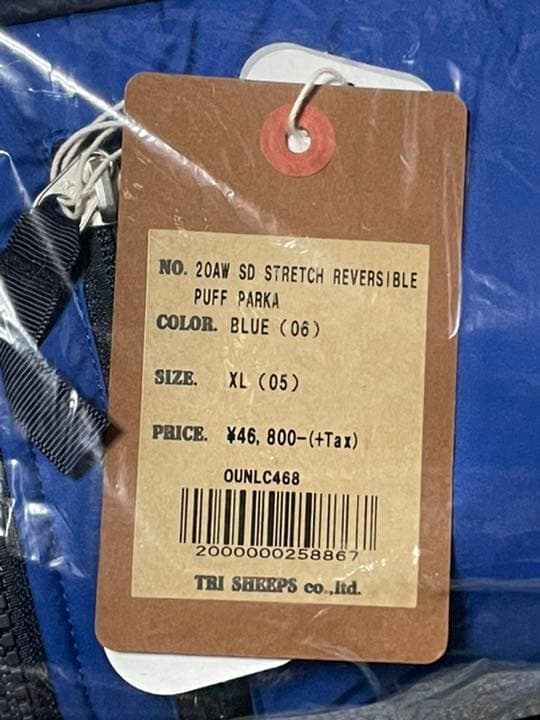 NO. 20AW SD STRETCH REVERSIBLE
PUFF PARKA
COLOR. BLUE (06)
SIZE. XL (05)
PRICE. ¥46,800-(+Tax)
OUNLC468
2000000258867
TRI SHEEPS co.,ltd.